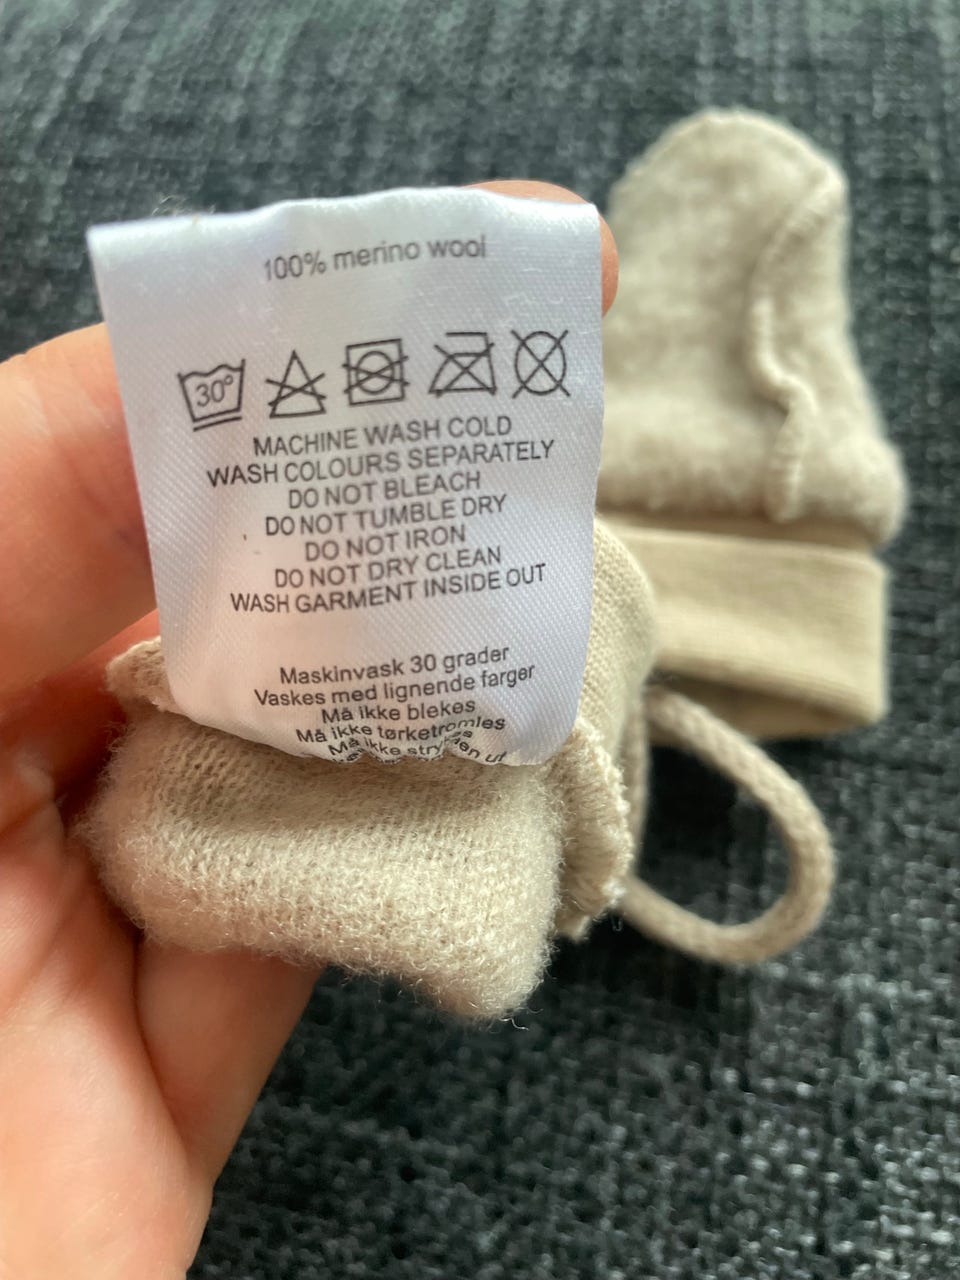 100% merino wool
30°
MACHINE WASH COLD
WASH COLOURS SEPARATELY
DO NOT BLEACH
DO NOT TUMBLE DRY
DO NOT IRON
DO NOT DRY CLEAN
WASH GARMENT INSIDE OUT
Maskinvask 30 grader
Vaskes med lignende farger
Må ikke blekes
Må ikke tørketromles
Må ikke